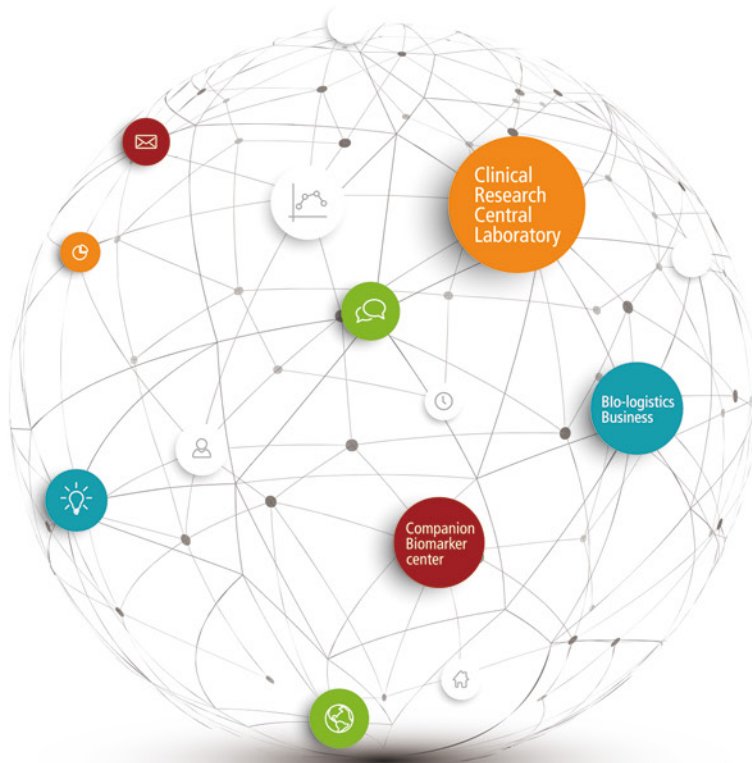 Clinical
Research
Central
Laboratory
BIo-logistics
Business
Companion
Biomarker
center